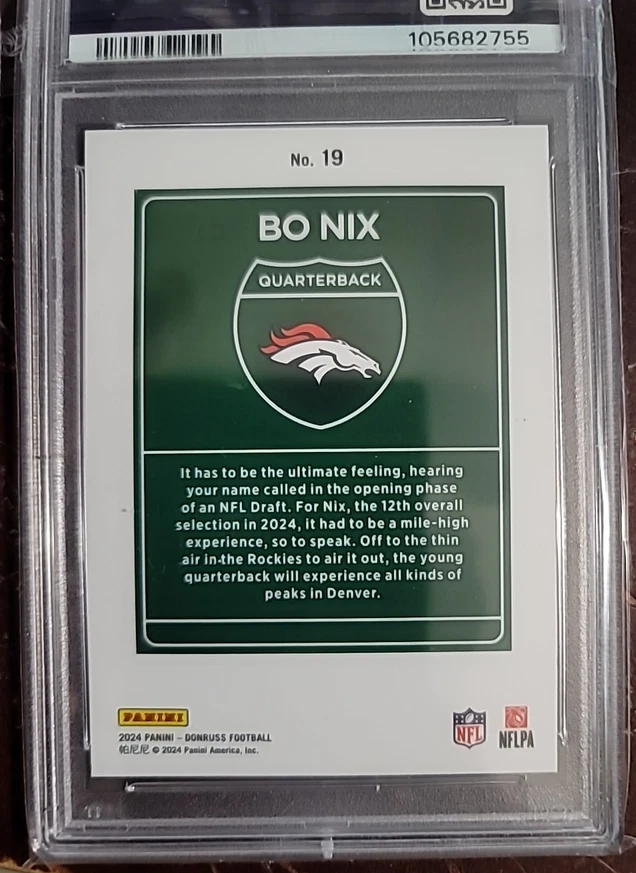 105682755
No. 19
BO NIX
QUARTERBACK
It has to be the ultimate feeling, hearing
your name called in the opening phase
of an NFL Draft. For Nix, the 12th overall
selection in 2024, it had to be a mile-high
experience, so to speak. Off to the thin
air in the Rockies to air it out, the young
quarterback will experience all kinds of
peaks in Denver.
PANINI
2024 PANINI – DONRUSS FOOTBALL
帕尼尼 © 2024 Panini America, Inc.
NFL
NFLPA